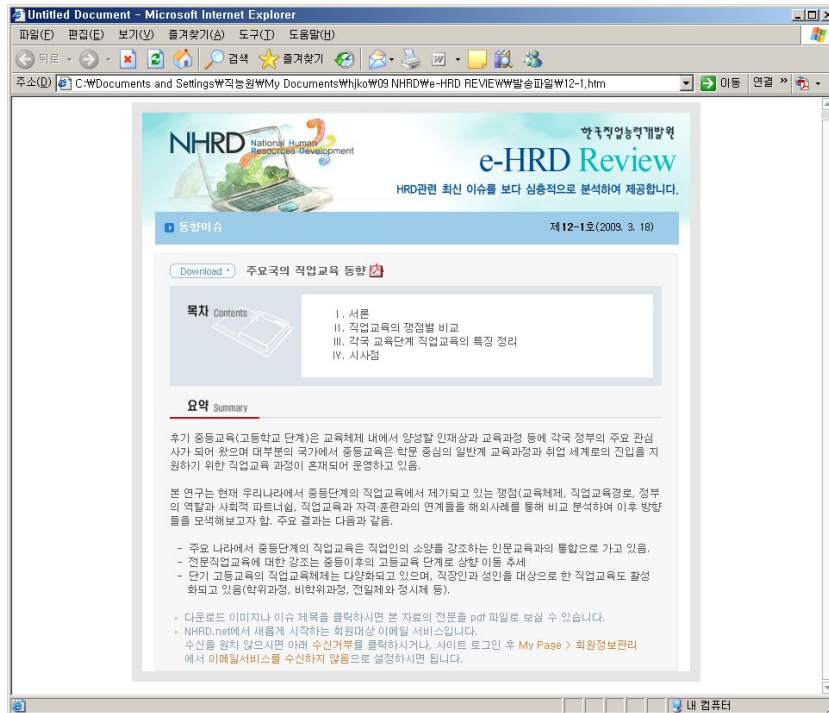 Untitled Document - Microsoft Internet Explorer
파일(F) 편집(E) 보기(V) 즐겨찾기(A) 도구(T) 도움말(H)
뒤로 검색 즐겨찾기
주소(D) C:₩Documents and Settings₩직능원₩My Documents₩hjko₩09 NHRD₩e-HRD REVIEW₩발송파일₩12-1.htm 이동 연결 »
NHRD National Human Resources Development
한국직업능력개발원
e-HRD Review
HRD관련 최신 이슈를 보다 심층적으로 분석하여 제공합니다.
동향이슈 제12-1호(2009. 3. 18)
Download 주요국의 직업교육 동향
목차 Contents
I. 서론
II. 직업교육의 쟁점별 비교
III. 각국 교육단계 직업교육의 특징 정리
IV. 시사점
요약 Summary
후기 중등교육(고등학교 단계)은 교육체제 내에서 양성할 인재상과 교육과정 등에 각국 정부의 주요 관심
사가 되어 왔으며 대부분의 국가에서 중등교육은 학문 중심의 일반계 교육과정과 취업 세계로의 진입을 지
원하기 위한 직업교육 과정이 혼재되어 운영하고 있음.
본 연구는 현재 우리나라에서 중등단계의 직업교육에서 제기되고 있는 쟁점(교육체제, 직업교육경로, 정부
의 역할과 사회적 파트너쉽, 직업교육과 자격·훈련과의 연계들을 해외사례를 통해 비교 분석하여 이후 방향
들을 모색해보고자 함. 주요 결과는 다음과 같음.
- 주요 나라에서 중등단계의 직업교육은 직업인의 소양을 강조하는 인문교육과의 통합으로 가고 있음.
- 전문직업교육에 대한 강조는 중등이후의 고등교육 단계로 상향 이동 추세
- 단기 고등교육의 직업교육체제는 다양화되고 있으며, 직장인과 성인을 대상으로 한 직업교육도 활성
화되고 있음(학위과정, 비학위과정, 전일제와 정시제 등).
다운로드 이미지나 이슈 제목을 클릭하시면 본 자료의 전문을 pdf 파일로 보실 수 있습니다.
NHRD.net에서 새롭게 시작하는 회원대상 이메일 서비스입니다.
수신을 원치 않으시면 아래 수신거부를 클릭하시거나, 사이트 로그인 후 My Page > 회원정보관리
에서 이메일서비스를 수신하지 않음으로 설정하시면 됩니다.
내 컴퓨터